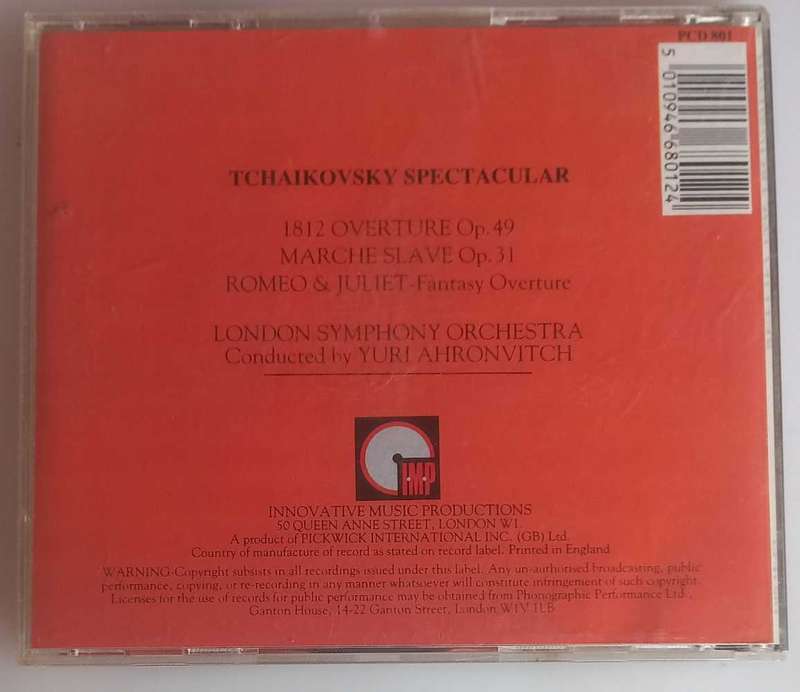 PCD 801
5 010946 680124
TCHAIKOVSKY SPECTACULAR
1812 OVERTURE Op. 49
MARCHE SLAVE Op. 31
ROMEO & JULIET-Fantasy Overture
LONDON SYMPHONY ORCHESTRA
Conducted by YURI AHRONVITCH
IMP
INNOVATIVE MUSIC PRODUCTIONS
50 QUEEN ANNE STREET, LONDON W1.
A product of PICKWICK INTERNATIONAL INC. (GB) Ltd.
Country of manufacture of record as stated on record label. Printed in England
WARNING-Copyright subsists in all recordings issued under this label. Any un-authorised broadcasting, public
performance, copying, or re-recording in any manner whatsoever will constitute intringement of such copyright.
Licenses for the use of records for public performance may be obtained from Phonographic Performance Ltd.,
Ganton House, 14-22 Ganton Street, London W1V 1LB